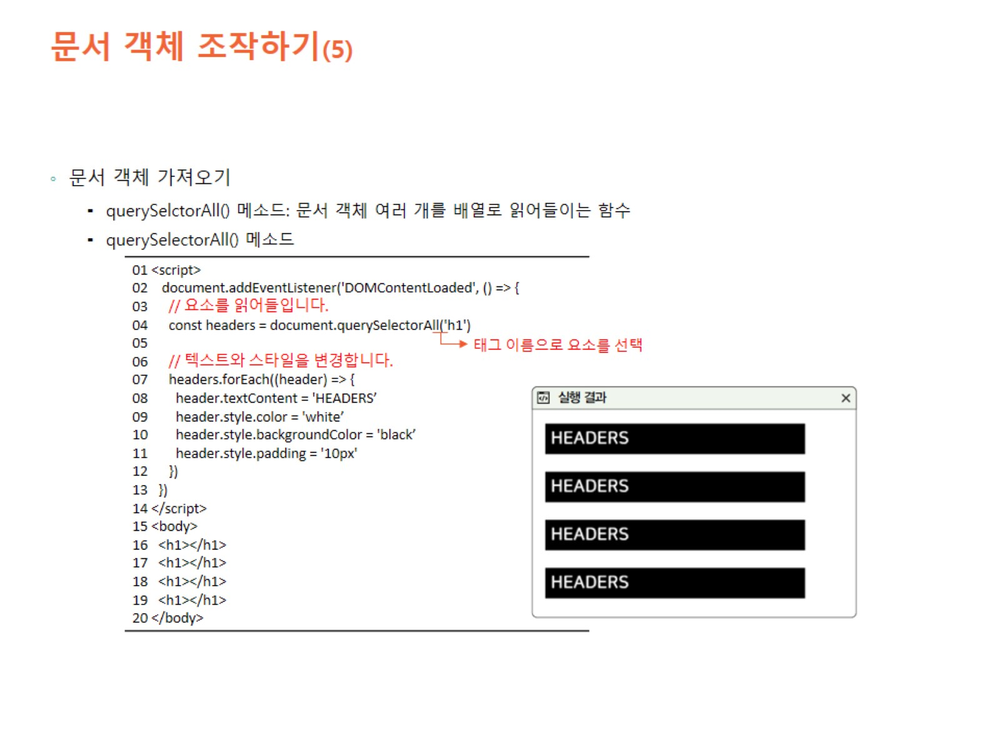 문서 객체 조작하기(5)
◦ 문서 객체 가져오기
▪ querySelctorAll() 메소드: 문서 객체 여러 개를 배열로 읽어들이는 함수
▪ querySelectorAll() 메소드
01 <script>
02 document.addEventListener('DOMContentLoaded', () => {
03 // 요소를 읽어들입니다.
04 const headers = document.querySelectorAll('h1')
05
태그 이름으로 요소를 선택
06 // 텍스트와 스타일을 변경합니다.
07 headers.forEach((header) => {
08 header.textContent = 'HEADERS’
09 header.style.color = 'white’
10 header.style.backgroundColor = 'black’
11 header.style.padding = '10px'
12 })
13 })
14 </script>
15 <body>
16 <h1></h1>
17 <h1></h1>
18 <h1></h1>
19 <h1></h1>
20 </body>
실행 결과
HEADERS
HEADERS
HEADERS
HEADERS